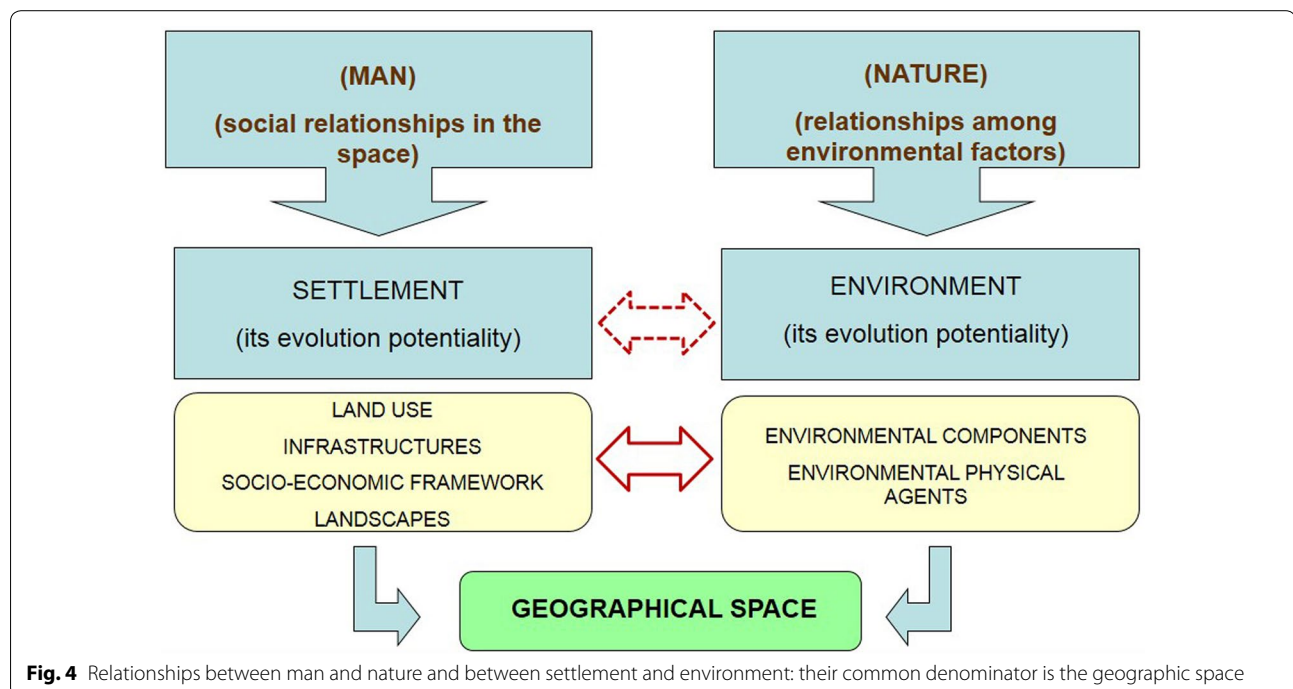 (MAN)
(social relationships in the
space)
(NATURE)
(relationships among
environmental factors)
SETTLEMENT
(its evolution potentiality)
ENVIRONMENT
(its evolution potentiality)
LAND USE
INFRASTRUCTURES
SOCIO-ECONOMIC FRAMEWORK
LANDSCAPES
ENVIRONMENTAL COMPONENTS
ENVIRONMENTAL PHYSICAL
AGENTS
GEOGRAPHICAL SPACE
Fig. 4 Relationships between man and nature and between settlement and environment: their common denominator is the geographic space